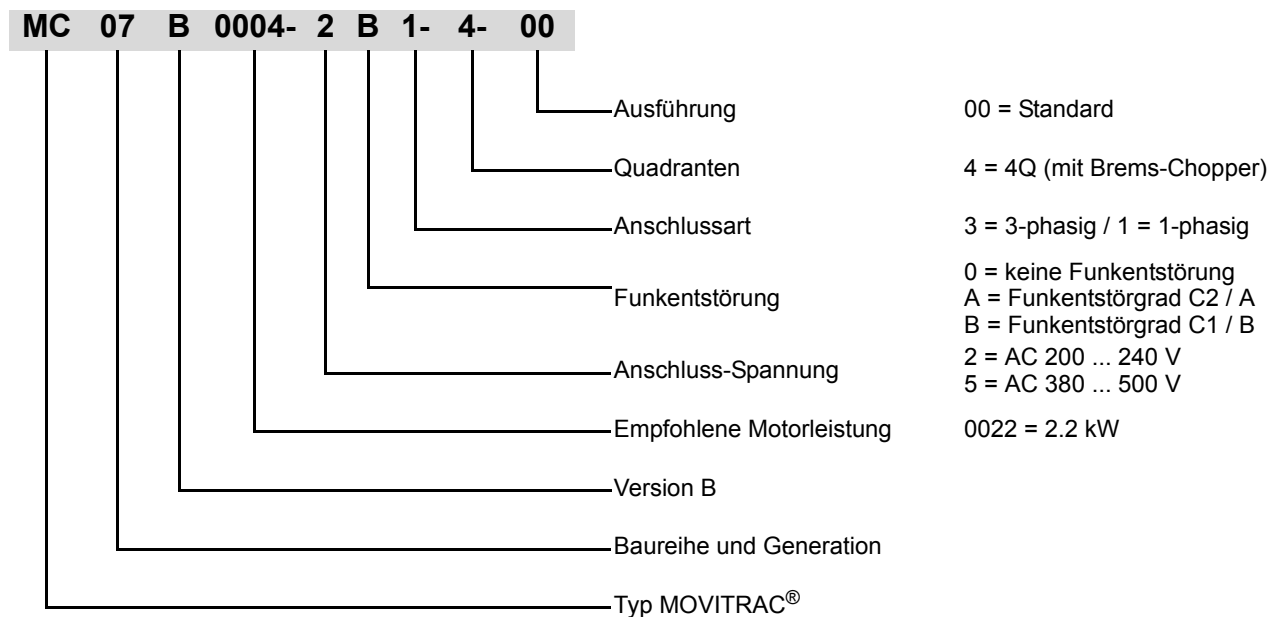 MC 07 B 0004- 2 B 1- 4- 00
Ausführung 00 = Standard
Quadranten 4 = 4Q (mit Brems-Chopper)
Anschlussart 3 = 3-phasig / 1 = 1-phasig
Funkentstörung 0 = keine Funkentstörung
A = Funkentstörgrad C2 / A
B = Funkentstörgrad C1 / B
Anschluss-Spannung 2 = AC 200 ... 240 V
5 = AC 380 ... 500 V
Empfohlene Motorleistung 0022 = 2.2 kW
Version B
Baureihe und Generation
Typ MOVITRAC®